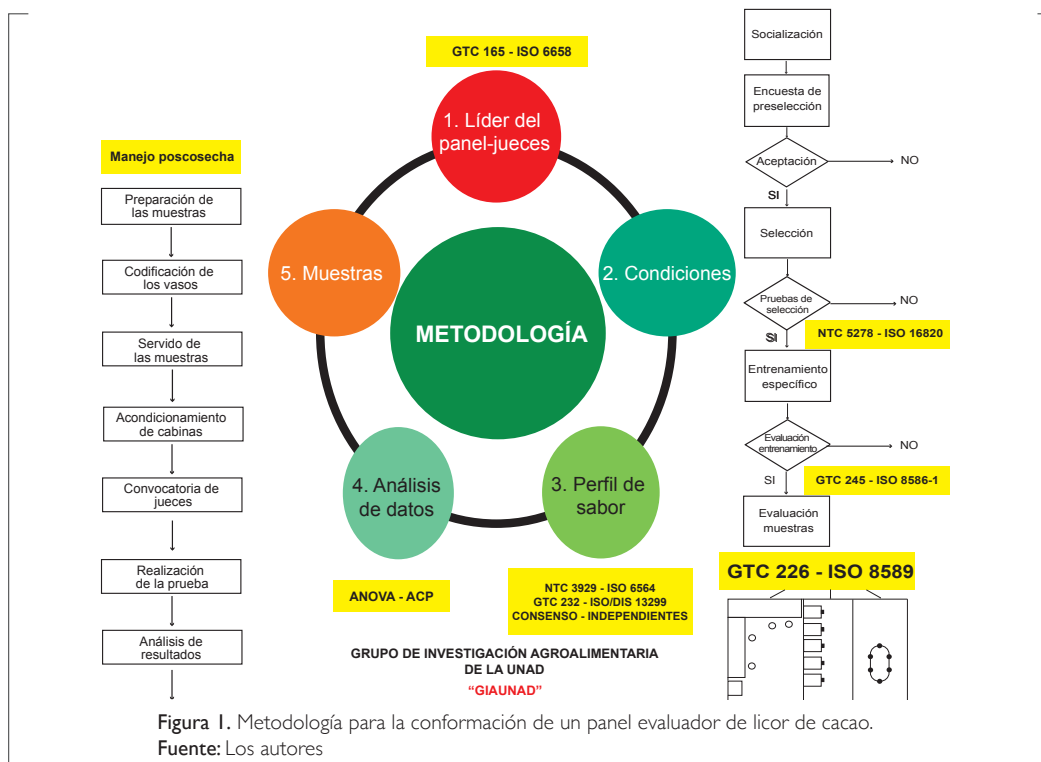 GTC 165 - ISO 6658
1. Líder del
panel-jueces
2. Condiciones
3. Perfil de
sabor
4. Análisis
de datos
5. Muestras
METODOLOGÍA
Manejo poscosecha
Preparación de
las muestras
Codificación de
los vasos
Servido de
las muestras
Acondicionamiento
de cabinas
Convocatoria de
jueces
Realización
de la prueba
Análisis de
resultados
ANOVA - ACP
NTC 3929 - ISO 6564
GTC 232 - ISO/DIS 13299
CONSENSO - INDEPENDIENTES
GRUPO DE INVESTIGACIÓN AGROALIMENTARIA
DE LA UNAD
“GIAUNAD”
Socialización
Encuesta de
preselección
Aceptación
NO
SI
Selección
Pruebas de
selección
NO
SI
NTC 5278 - ISO 16820
Entrenamiento
específico
Evaluación
entrenamiento
NO
SI
GTC 245 - ISO 8586-1
Evaluación
muestras
GTC 226 - ISO 8589
Figura 1. Metodología para la conformación de un panel evaluador de licor de cacao.
Fuente: Los autores